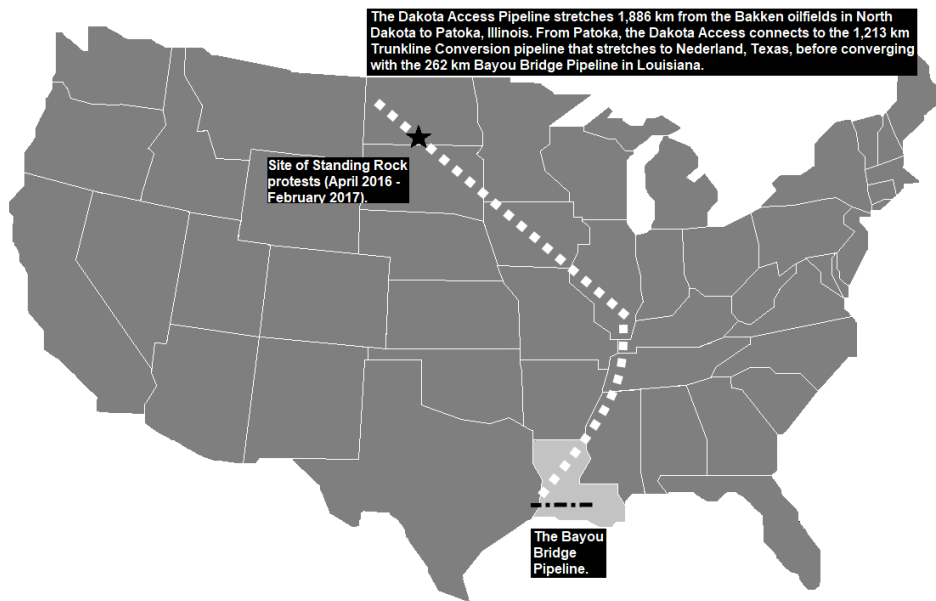 The Dakota Access Pipeline stretches 1,886 km from the Bakken oilfields in North
Dakota to Patoka, Illinois. From Patoka, the Dakota Access connects to the 1,213 km
Trunkline Conversion pipeline that stretches to Nederland, Texas, before converging
with the 262 km Bayou Bridge Pipeline in Louisiana.
Site of Standing Rock
protests (April 2016 -
February 2017).
The Bayou
Bridge
Pipeline.